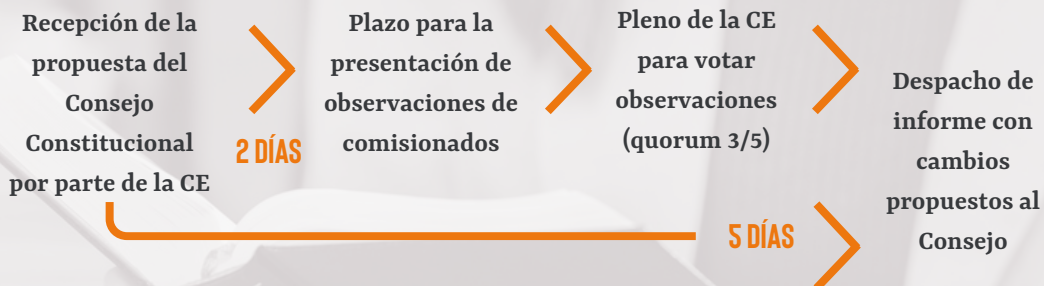 Recepción de la
propuesta del
Consejo
Constitucional
por parte de la CE
2 DÍAS
Plazo para la
presentación de
observaciones de
comisionados
Pleno de la CE
para votar
observaciones
(quorum 3/5)
5 DÍAS
Despacho de
informe con
cambios
propuestos al
Consejo